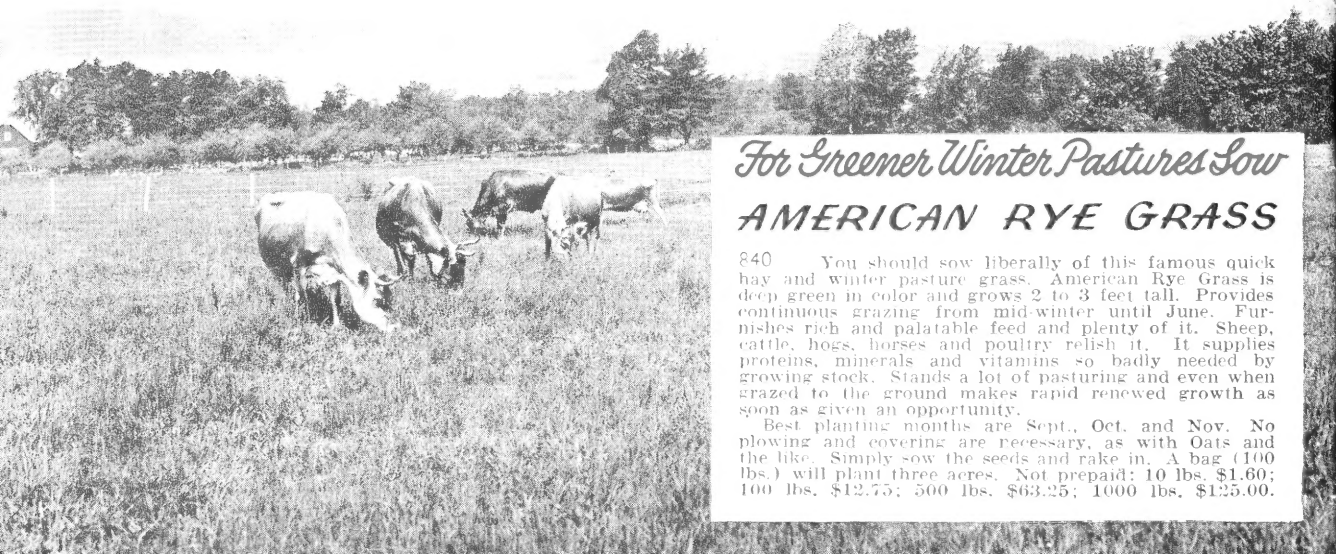 For Greener Winter Pastures Sow
AMERICAN RYE GRASS
840 You should sow liberally of this famous quick
hay and winter pasture grass. American Rye Grass is
deep green in color and grows 2 to 3 feet tall. Provides
continuous grazing from mid-winter until June. Fur-
nishes rich and palatable feed and plenty of it. Sheep,
cattle, hogs, horses and poultry relish it. It supplies
proteins, minerals and vitamins so badly needed by
growing stock. Stands a lot of pasturing and even when
grazed to the ground makes rapid renewed growth as
soon as given an opportunity.
Best planting months are Sept., Oct. and Nov. No
plowing and covering are necessary, as with Oats and
the like. Simply sow the seeds and rake in. A bag (100
lbs.) will plant three acres. Not prepaid: 10 lbs. $1.60;
100 lbs. $12.75; 500 lbs. $63.25; 1000 lbs. $125.00.